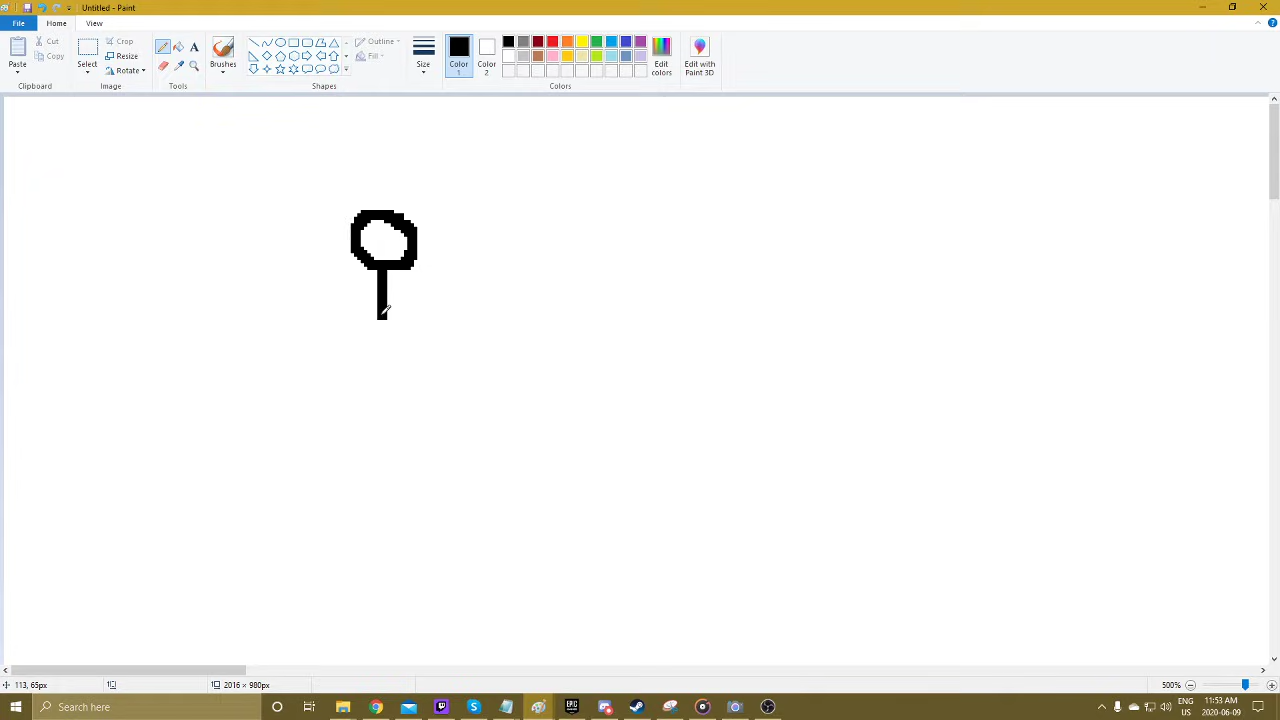 Untitled - Paint
File Home View
Paste
Cut
Copy
Clipboard
Select
Crop
Resize
Rotate
Image
A
Tools
Brushes
Outline
Fill
Shapes
Size
Color 1
Color 2
Edit colors
Edit with Paint 3D
Colors
113, 65px
2016 × 980px
500%
Search here
ENG
US
11:53 AM
2020-06-09